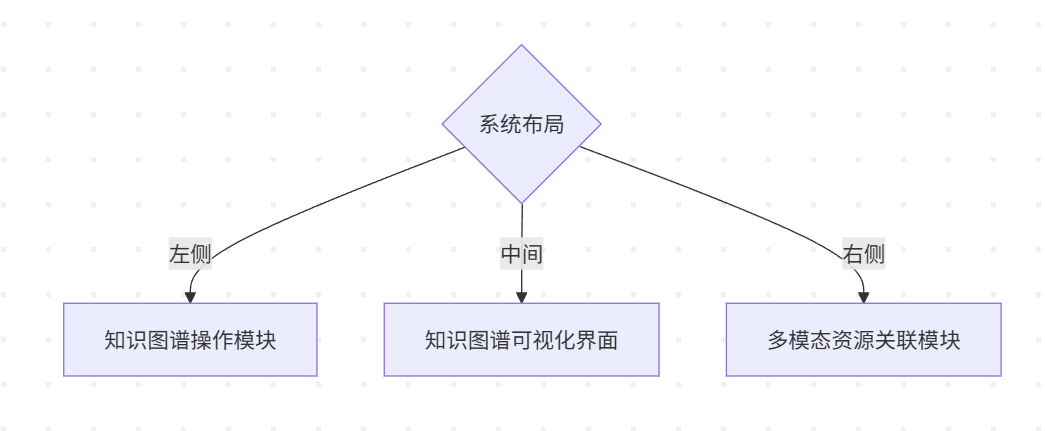 系统布局
左侧
中间
右侧
知识图谱操作模块
知识图谱可视化界面
多模态资源关联模块